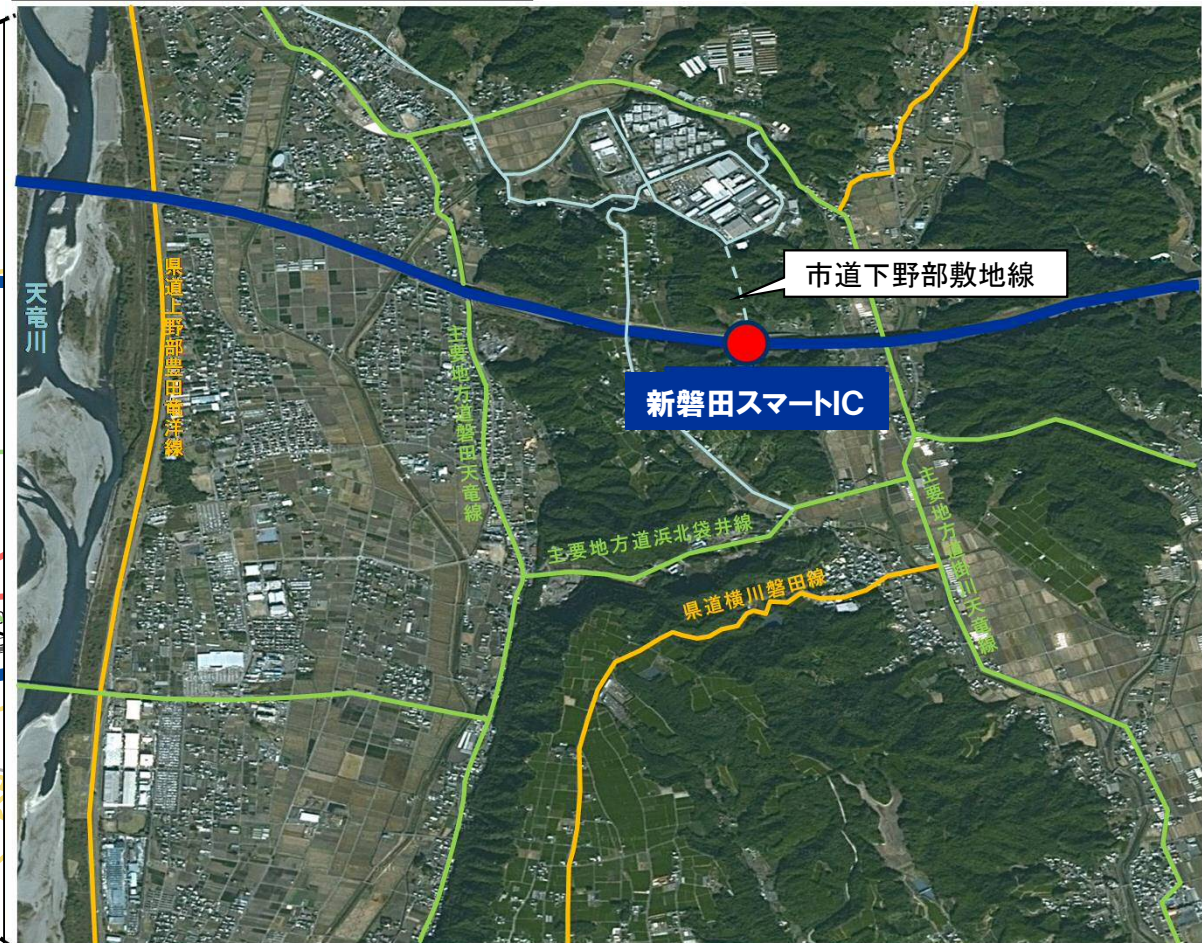 市道下野部敷地線
天竜川
県道上野部豊田竜洋線
主要地方道磐田天竜線
新磐田スマートIC
主要地方道浜北袋井線
主要地方道掛川天竜線
県道横川磐田線